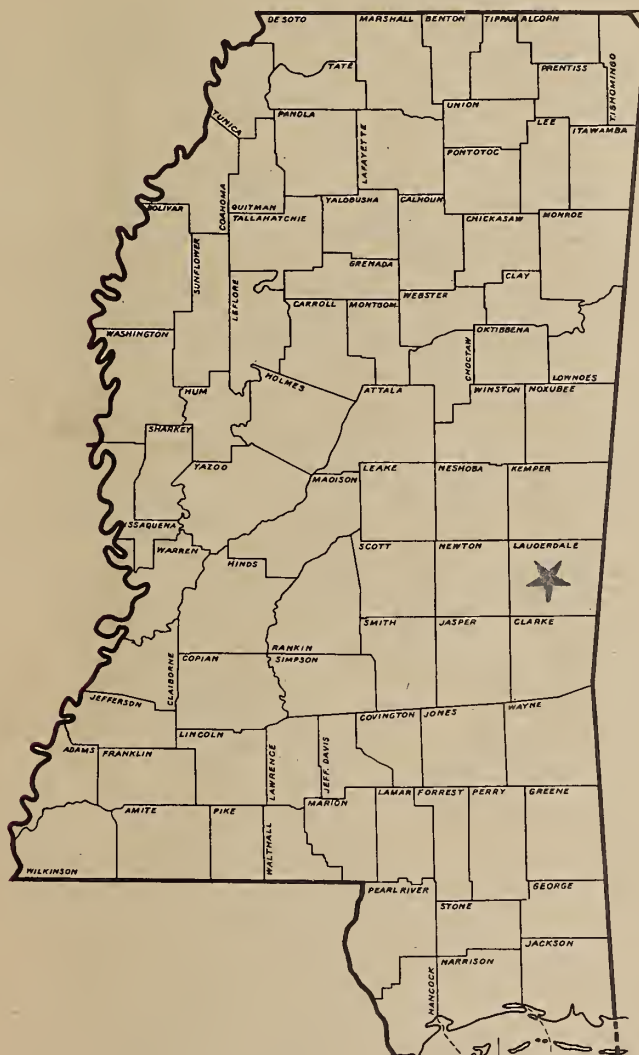 DESOTO
MARSHALL
BENTON
TIPPAH
ALCORN
TATE
PRENTISS
TISHOMINGO
TUNICA
PANOLA
LAFAYETTE
UNION
LEE
ITAWAMBA
PONTOTOC
COAHOMA
QUITMAN
BOLIVAR
TALLAHATCHIE
YALOBUSHA
CALHOUN
CHICKASAW
MONROE
SUNFLOWER
LEFLORE
GRENADA
CLAY
WEBSTER
CARROLL
MONTGOM
WASHINGTON
CHOCTAW
OKTIBBENA
LOWNDES
HUM
HOLMES
ATTALA
WINSTON
NOXUBEE
SHARKEY
YAZOO
MADISON
LEAKE
NESHOBA
KEMPER
ISSAQUENA
WARREN
HINDS
SCOTT
NEWTON
LAUDERDALE
RANKIN
SMITH
JASPER
CLARKE
CLAIBORNE
COPIAH
SIMPSON
JEFFERSON
COVINGTON
JONES
WAYNE
LINCOLN
ADAMS
FRANKLIN
LAWRENCE
JEFF. DAVIS
AMITE
PIKE
WALTHALL
MARION
LAMAR
FORREST
PERRY
GREENE
WILKINSON
PEARL RIVER
STONE
GEORGE
HANCOCK
HARRISON
JACKSON